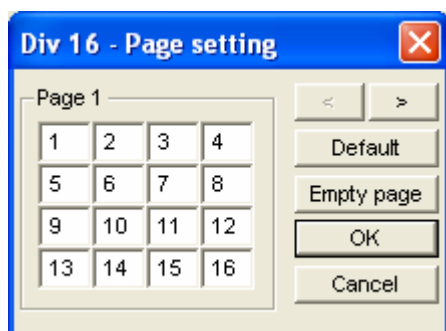 Div 16 - Page setting
Page 1
1 2 3 4
5 6 7 8
9 10 11 12
13 14 15 16
< >
Default
Empty page
OK
Cancel